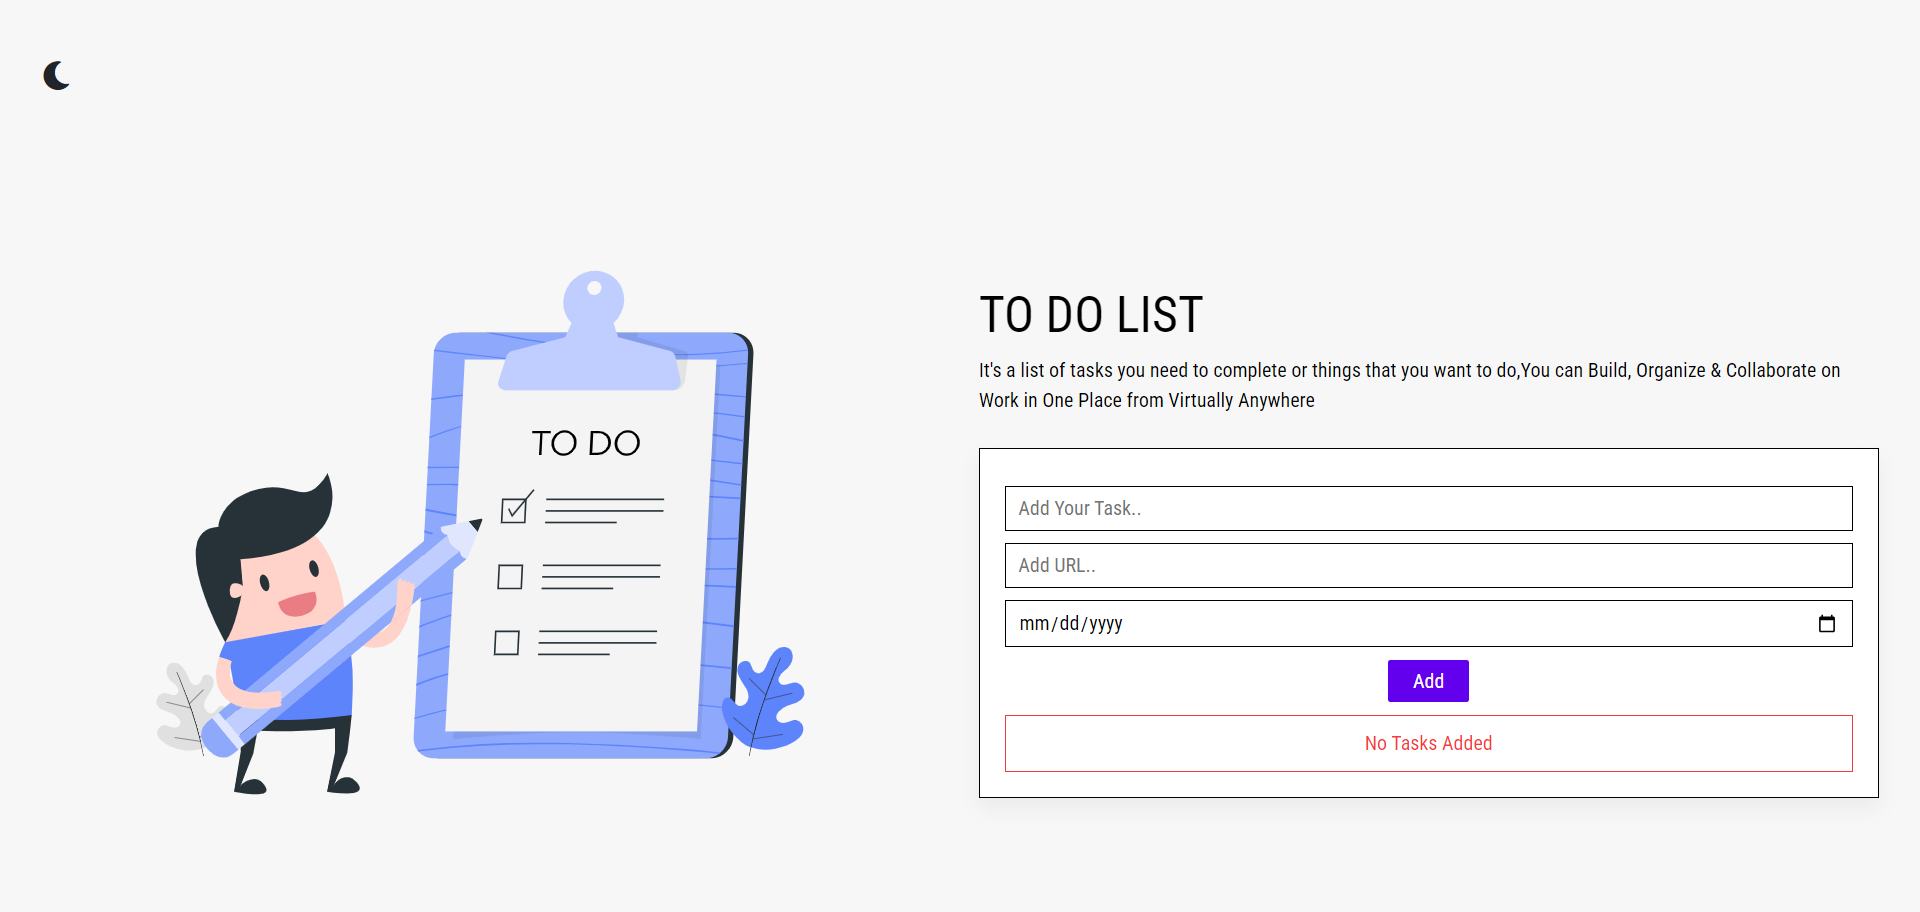 TO DO LIST
It's a list of tasks you need to complete or things that you want to do,You can Build, Organize & Collaborate on
Work in One Place from Virtually Anywhere
TO DO
Add Your Task..
Add URL..
mm/dd/yyyy
Add
No Tasks Added